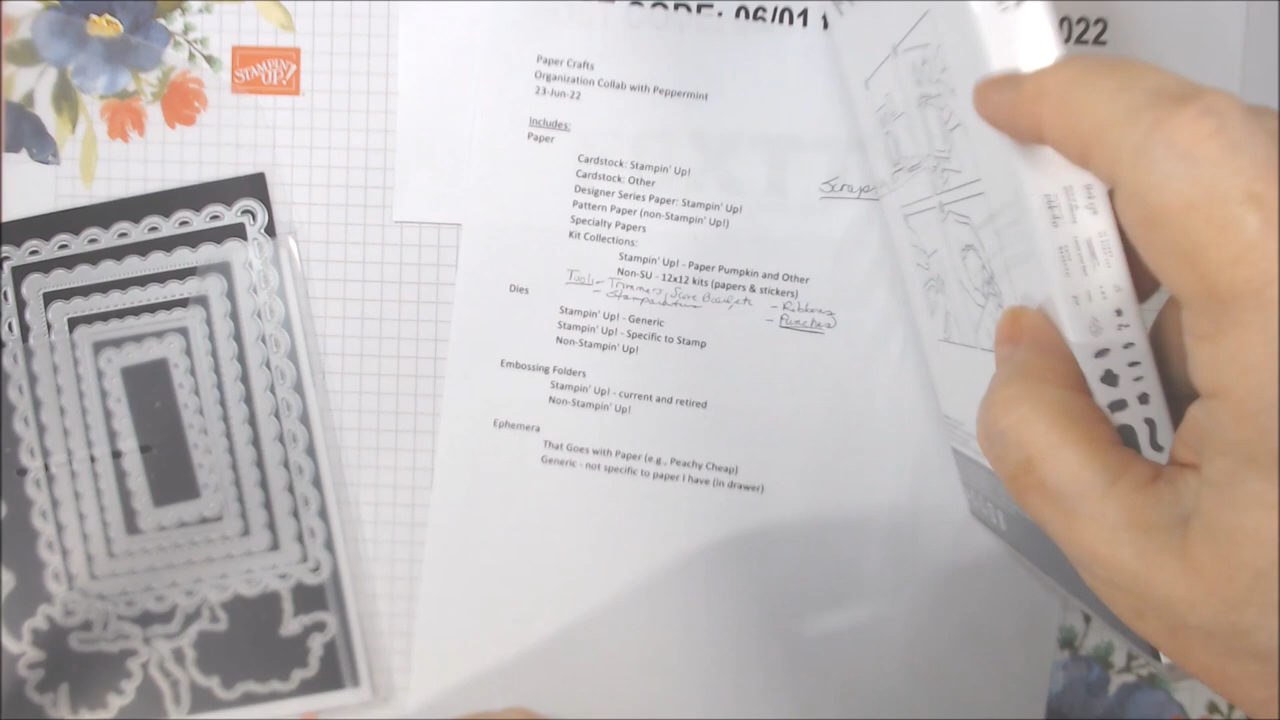 CODE: 06/01
2022
STAMPIN' UP!
Paper Crafts
Organization Collab with Peppermint
23-Jun-22
Includes:
Paper
Cardstock: Stampin' Up!
Cardstock: Other
Designer Series Paper: Stampin' Up!
Scraps
Pattern Paper (non-Stampin' Up!)
Specialty Papers
Kit Collections:
Stampin' Up! - Paper Pumpkin and Other
Non-SU - 12x12 kits (papers & stickers)
Tools - Trimmers, Score Boards etc - Ribbons
- Stamparatus - Punches
Dies
Stampin' Up! - Generic
Stampin' Up! - Specific to Stamp
Non-Stampin' Up!
Embossing Folders
Stampin' Up! - current and retired
Non-Stampin' Up!
Ephemera
That Goes with Paper (e.g., Peachy Cheap)
Generic - not specific to paper I have (in drawer)